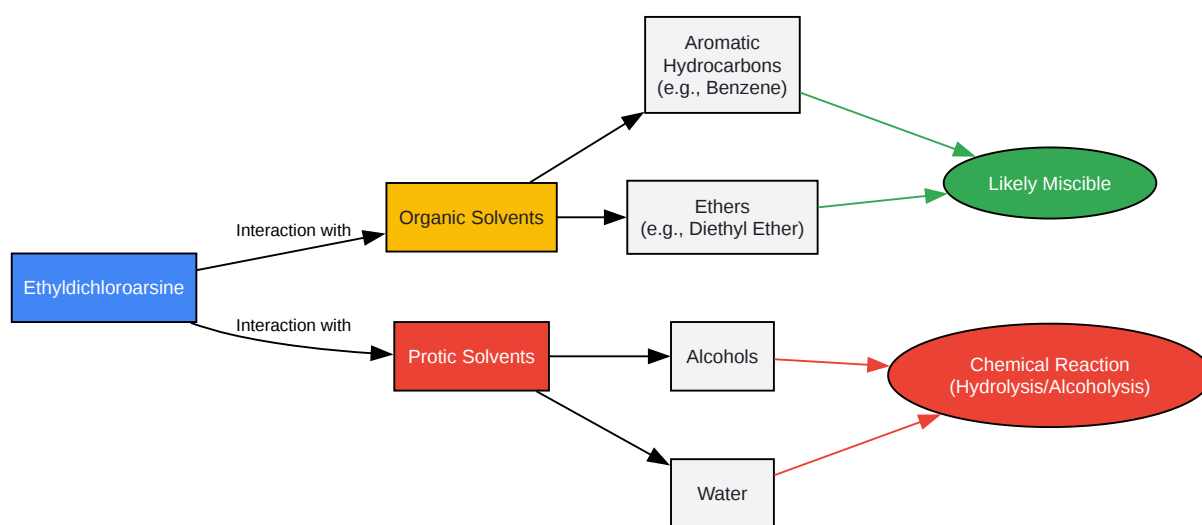 Ethyldichloroarsine
Interaction with
Interaction with
Organic Solvents
Protic Solvents
Aromatic
Hydrocarbons
(e.g., Benzene)
Ethers
(e.g., Diethyl Ether)
Alcohols
Water
Likely Miscible
Chemical Reaction
(Hydrolysis/Alcoholysis)